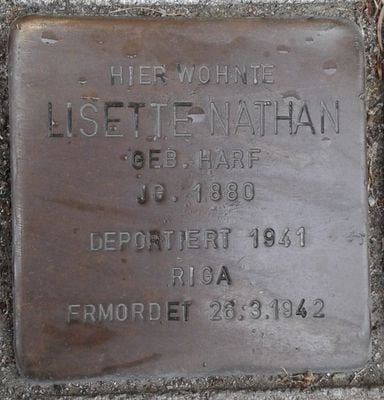 HIER WOHNTE
LISETTE NATHAN
GEB. HARF
JG. 1880
DEPORTIERT 1941
RIGA
ERMORDET 26.3.1942